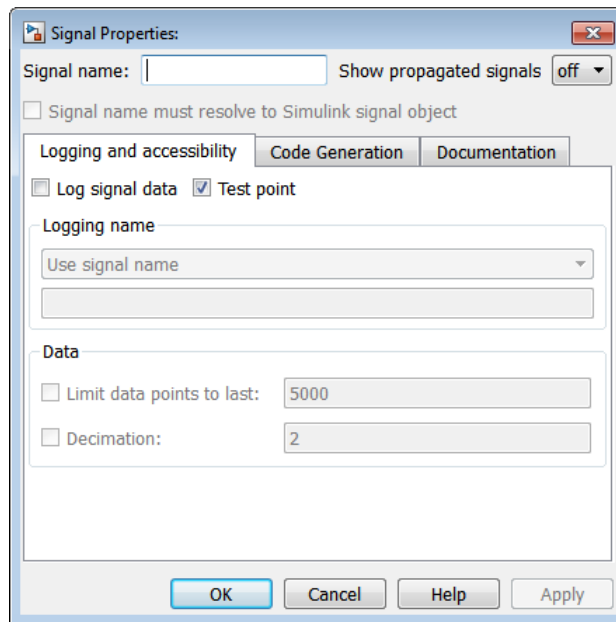 Signal Properties:
Signal name: Show propagated signals off
Signal name must resolve to Simulink signal object
Logging and accessibility Code Generation Documentation
Log signal data Test point
Logging name
Use signal name
Data
Limit data points to last: 5000
Decimation: 2
OK Cancel Help Apply